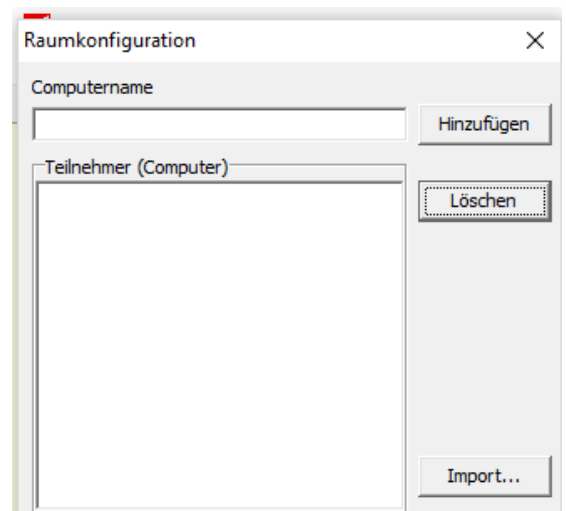 Raumkonfiguration
Computername
Hinzufügen
Teilnehmer (Computer)
Löschen
Import...